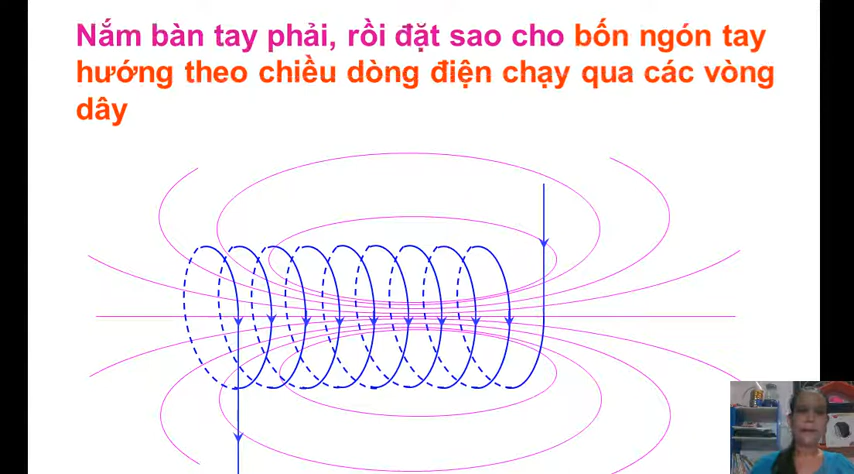 Nắm bàn tay phải, rồi đặt sao cho bốn ngón tay
hướng theo chiều dòng điện chạy qua các vòng
dây